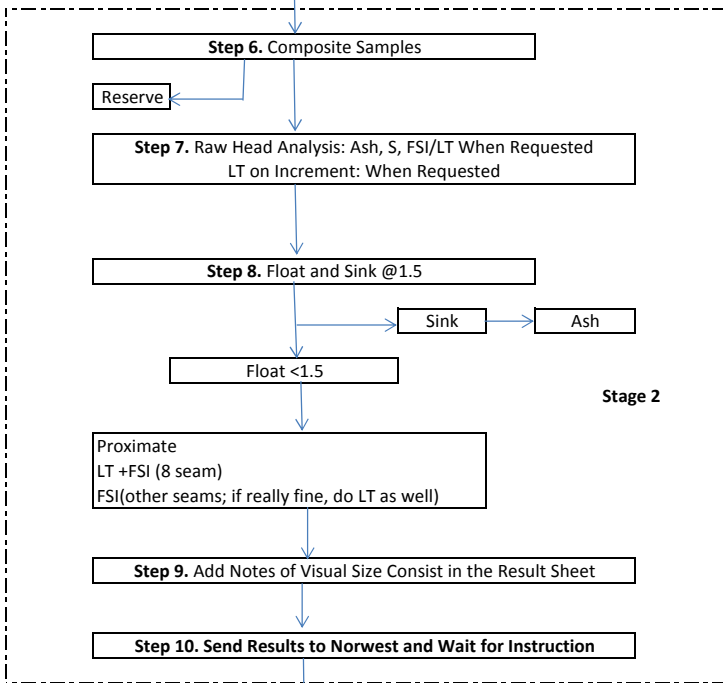 Step 6. Composite Samples
Reserve
Step 7. Raw Head Analysis: Ash, S, FSI/LT When Requested
LT on Increment: When Requested
Step 8. Float and Sink @1.5
Sink
Ash
Float <1.5
Stage 2
Proximate
LT +FSI (8 seam)
FSI(other seams; if really fine, do LT as well)
Step 9. Add Notes of Visual Size Consist in the Result Sheet
Step 10. Send Results to Norwest and Wait for Instruction